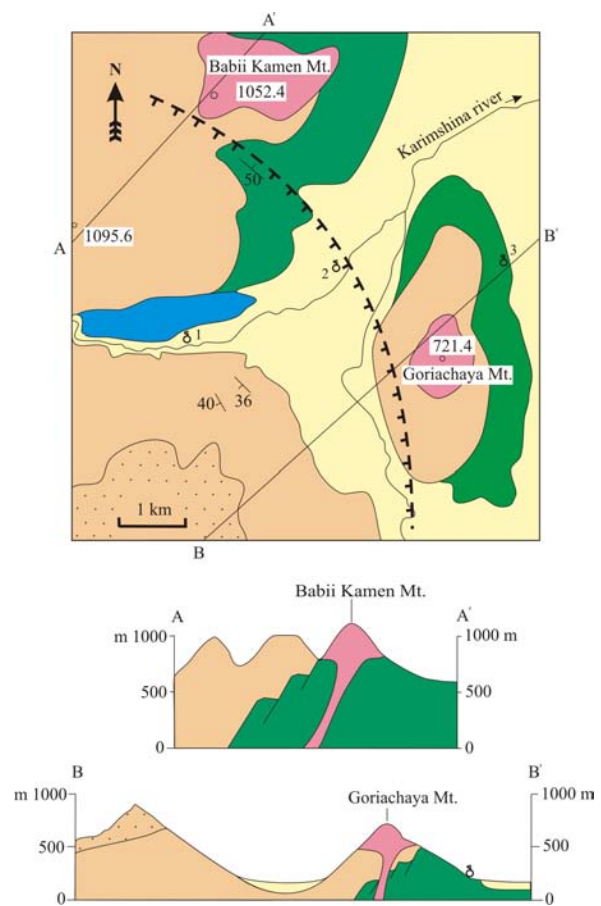 A'
Babii Kamen Mt.
N
1052.4
Karimshina river
50
A
1095.6
B'
2
3
1
721.4
Goriachaya Mt.
40
36
1 km
B
Babii Kamen Mt.
A
A'
m 1000
1000 m
500
500
0
0
B
B'
Goriachaya Mt.
m 1000
1000 m
500
500
0
0